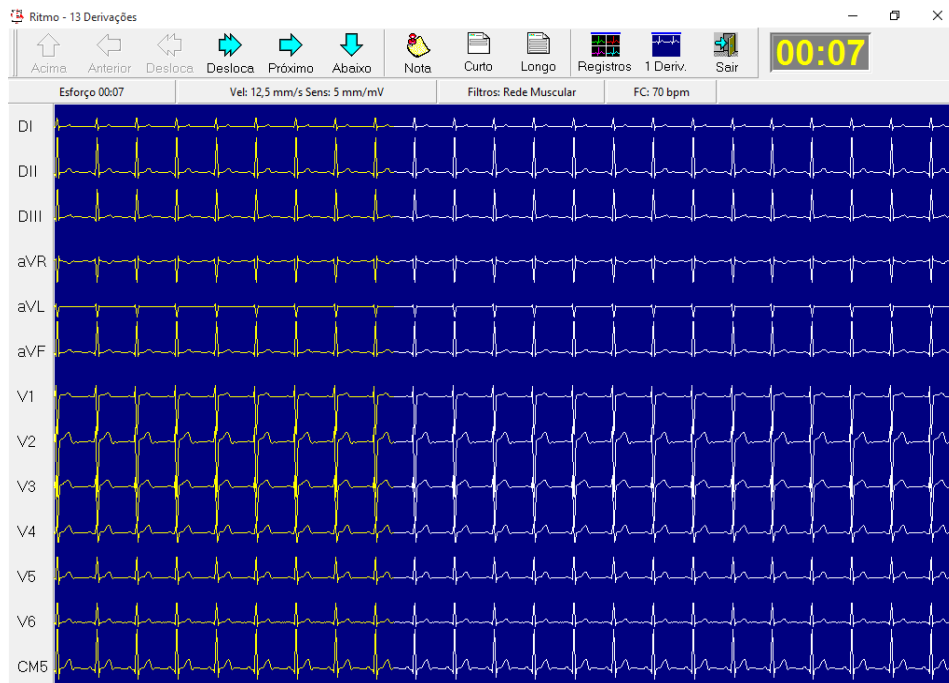 Ritmo - 13 Derivações
Acima Anterior Desloca Desloca Próximo Abaixo Nota Curto Longo Registros 1 Deriv. Sair 00:07
Esforço 00:07 Vel: 12,5 mm/s Sens: 5 mm/mV Filtros: Rede Muscular FC: 70 bpm
DI
DII
DIII
aVR
aVL
aVF
V1
V2
V3
V4
V5
V6
CM5